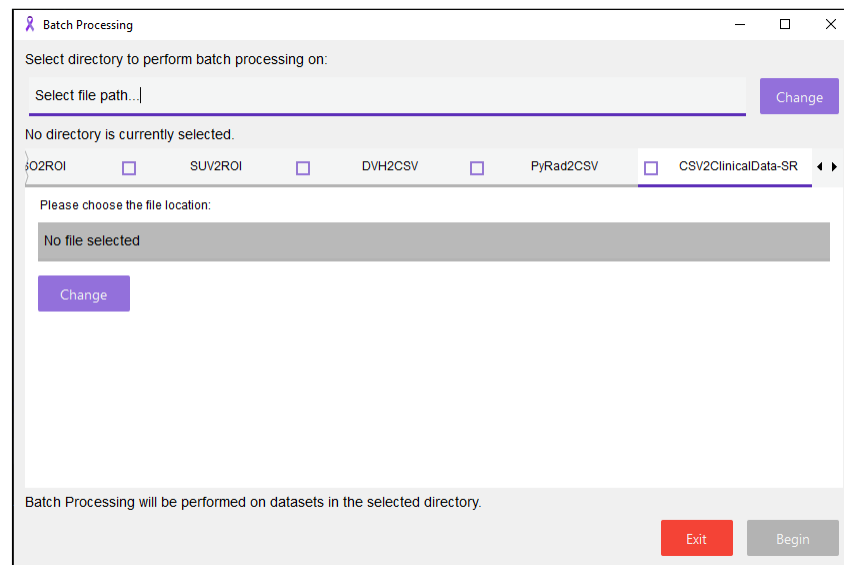 Batch Processing
Select directory to perform batch processing on:
Select file path...
Change
No directory is currently selected.
SO2ROI SUV2ROI DVH2CSV PyRad2CSV CSV2ClinicalData-SR
Please choose the file location:
No file selected
Change
Batch Processing will be performed on datasets in the selected directory.
Exit Begin